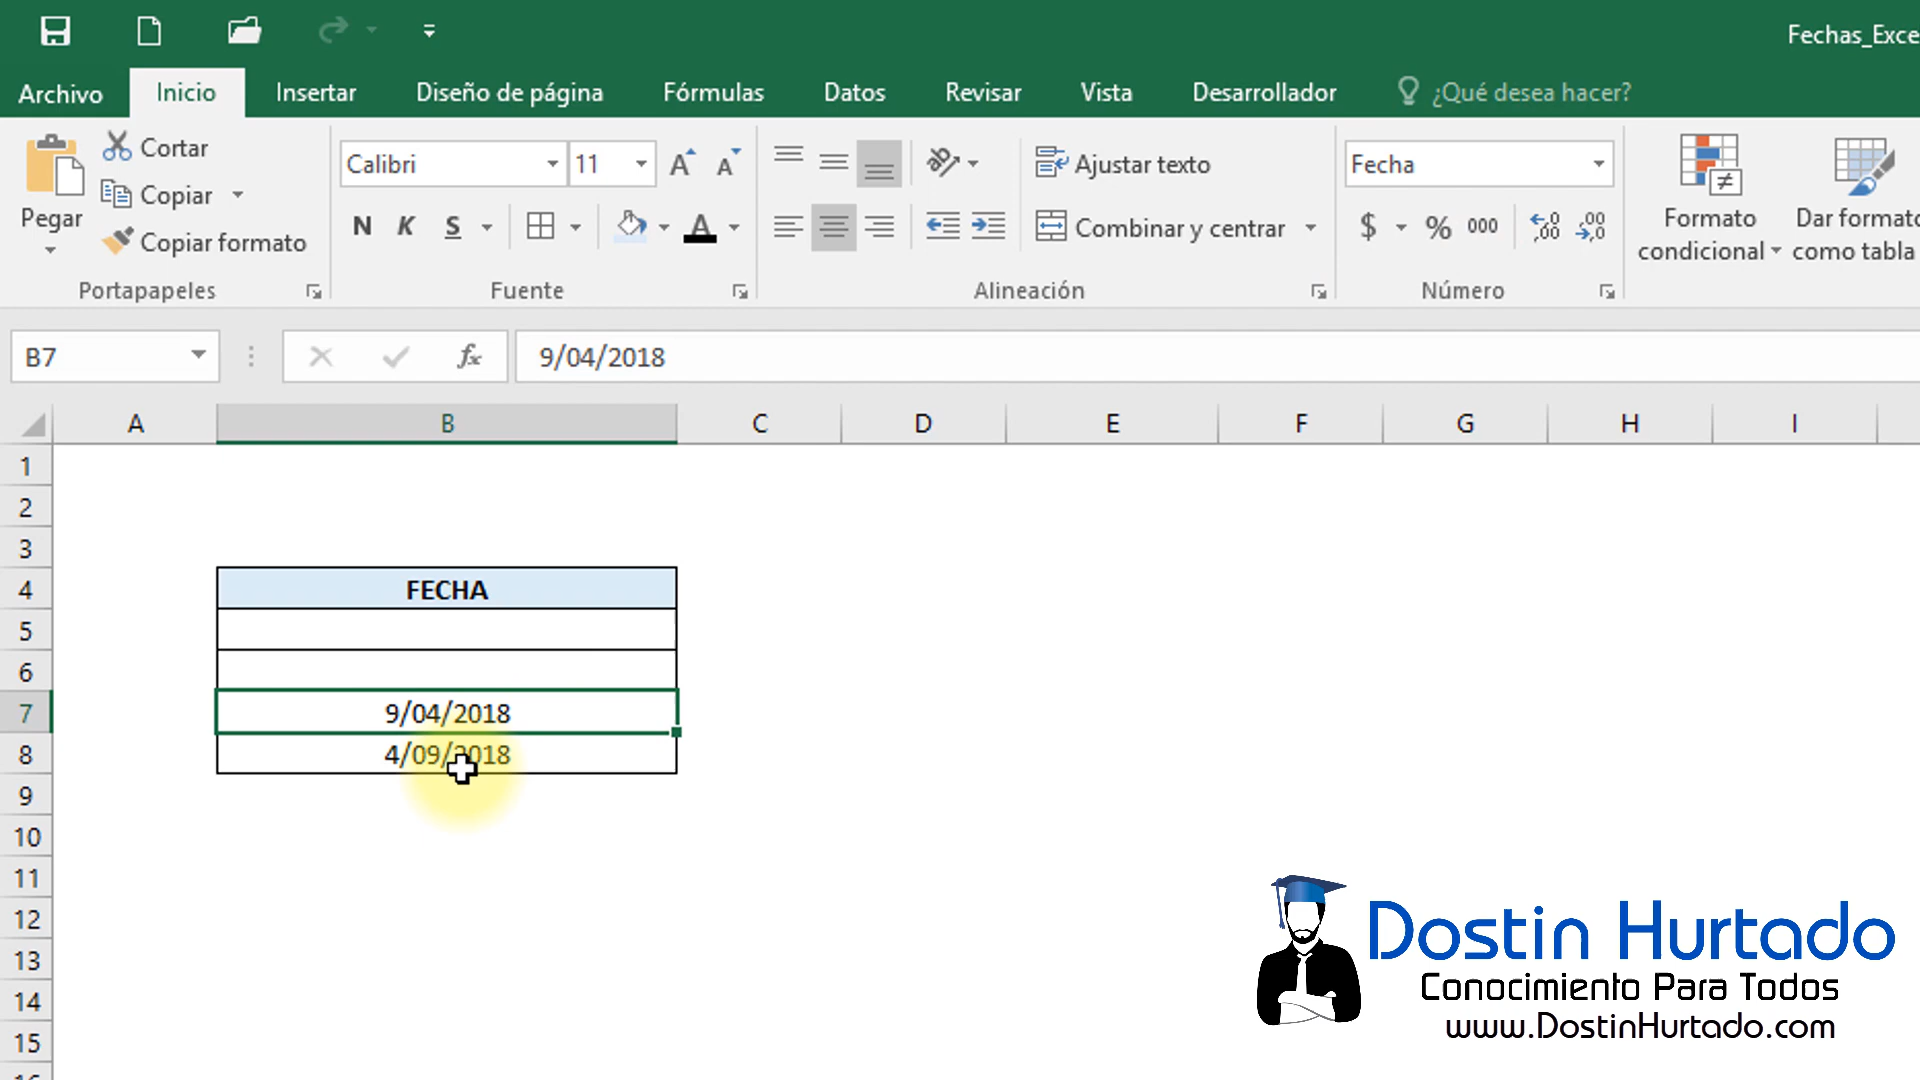 Fechas_Exce
Archivo Inicio Insertar Diseño de página Fórmulas Datos Revisar Vista Desarrollador ¿Qué desea hacer?
Pegar
Cortar
Copiar
Copiar formato
Portapapeles
Calibri 11
N K S A
Fuente
Ajustar texto
Combinar y centrar
Alineación
Fecha
$ % 000
Número
Formato condicional
Dar formato como tabla
B7 fx 9/04/2018
A B C D E F G H I
1
2
3
4 FECHA
5
6
7 9/04/2018
8 4/09/2018
9
10
11
12
13
14
15
Dostin Hurtado
Conocimiento Para Todos
www.DostinHurtado.com